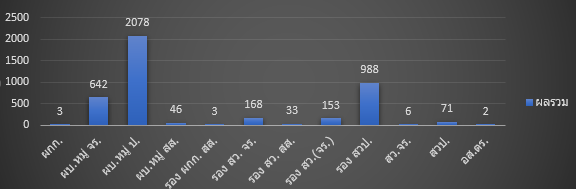 2500
2000
1500
1000
500
0
3
642
2078
46
3
168
33
153
988
6
71
2
ผกก.
ผบ.หมู่ จร.
ผบ.หมู่ ป.
ผบ.หมู่ สส.
รอง ผกก. สส.
รอง สว. จร.
รอง สว. สส.
รอง สว.(จร.)
รอง สวป.
สว.จร.
สวป.
อส.ตร.
ผลรวม